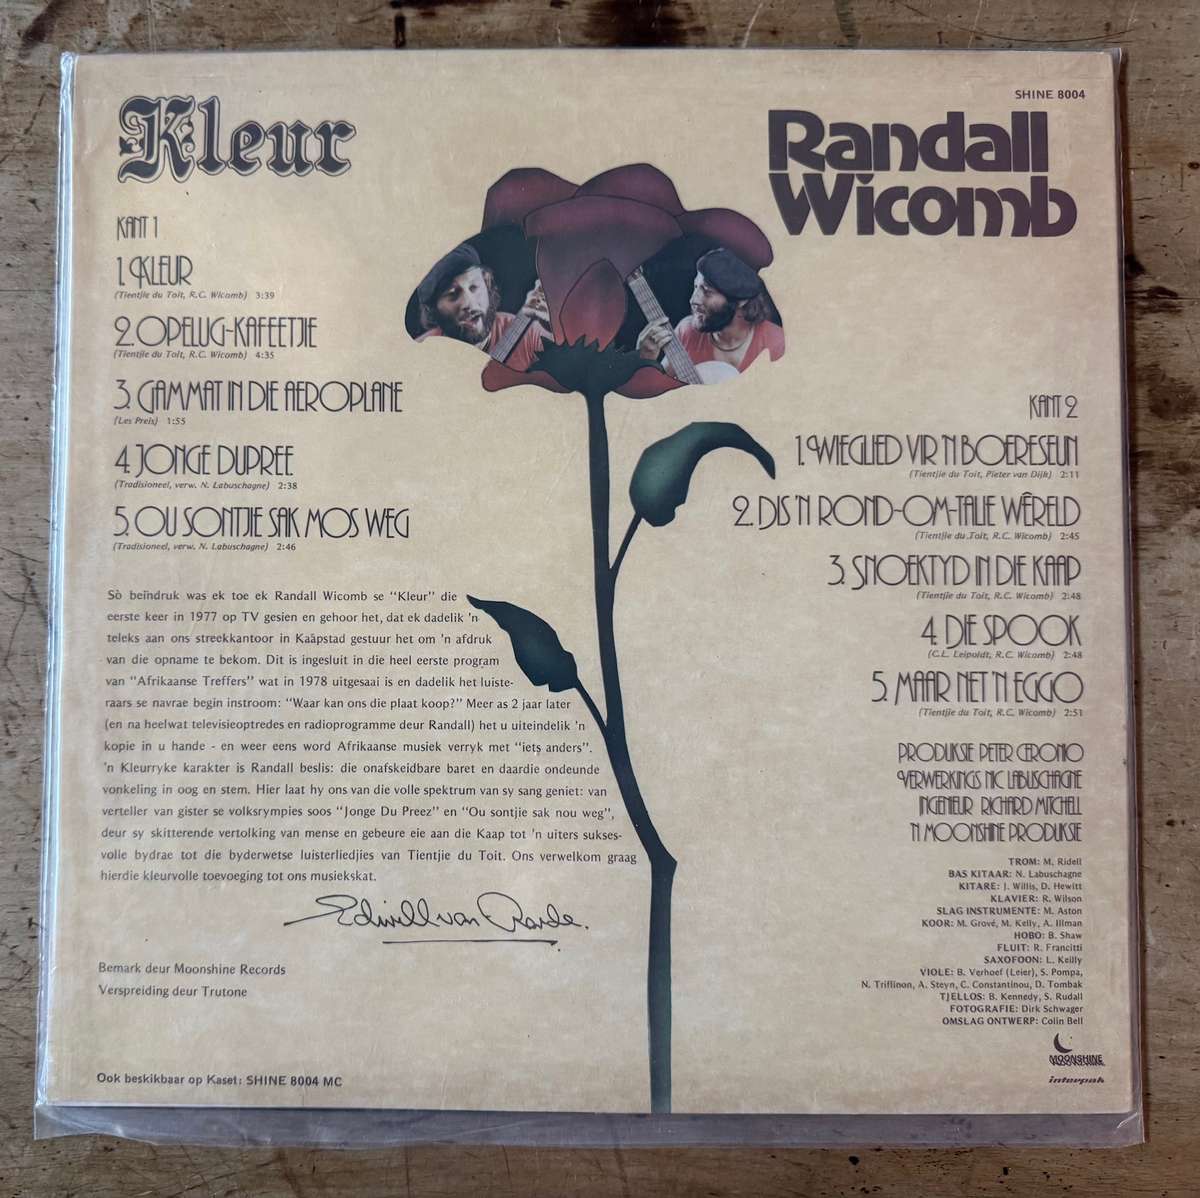 SHINE 8004
Kleur
Randall
Wicomb
KANT 1
1. KLEUR
(Tientjie du Toit, R.C. Wicomb) 3:39
2. OPELUG-KAFEETJIE
(Tientjie du Toit, R.C. Wicomb) 4:35
3. GAMMAT IN DIE AEROPLANE
(Les Preis) 1:55
4. JONGE DUPREE
(Tradisioneel, verw. N. Labuschagne) 2:38
5. OU SONTJIE SAK MOS WEG
(Tradisioneel, verw. N. Labuschagne) 2:46
KANT 2
1. WIEGLIED VIR 'N BOERESEUN
(Tientjie du Toit, Pieter van Dijk) 2:11
2. DIS 'N ROND-OM-TALIE WÊRELD
(Tientjie du Toit, R.C. Wicomb) 2:45
3. SNOEKTYD IN DIE KAAP
(Tientjie du Toit, R.C. Wicomb) 2:48
4. DIE SPOOK
(C.L. Leipoldt, R.C. Wicomb) 2:48
5. MAAR NET 'N EGGO
(Tientjie du Toit, R.C. Wicomb) 2:51
Sò beïndruk was ek toe ek Randall Wicomb se "Kleur" die
eerste keer in 1977 op TV gesien en gehoor het, dat ek dadelik 'n
teleks aan ons streekkantoor in Kaapstad gestuur het om 'n afdruk
van die opname te bekom. Dit is ingesluit in die heel eerste program
van "Afrikaanse Treffers" wat in 1978 uitgesaai is en dadelik het luiste-
raars se navrae begin instroom: "Waar kan ons die plaat koop?" Meer as 2 jaar later
(en na heelwat televisieoptredes en radioprogramme deur Randall) het u uiteindelik 'n
kopie in u hande - en weer eens word Afrikaanse musiek verryk met "iets anders".
'n Kleurryke karakter is Randall beslis: die onafskeidbare baret en daardie ondeunde
vonkeling in oog en stem. Hier laat hy ons van die volle spektrum van sy sang geniet: van
verteller van gister se volksrympies soos "Jonge Du Preez" en "Ou sontjie sak nou weg",
deur sy skitterende vertolking van mense en gebeure eie aan die Kaap tot 'n uiters sukses-
volle bydrae tot die byderwetse luisterliedjies van Tientjie du Toit. Ons verwelkom graag
hierdie kleurvolle toevoeging tot ons musiekskat.
Edwill van Aarde.
Bemark deur Moonshine Records
Verspreiding deur Trutone
Ook beskikbaar op Kaset: SHINE 8004 MC
PRODUKSIE PETER CERONIO
VERWERKINGS NIC LABUSCHAGNE
INGENIEUR RICHARD MITCHELL
'N MOONSHINE PRODUKSIE
TROM: M. Ridell
BAS KITAAR: N. Labuschagne
KITARE: J. Willis, D. Hewitt
KLAVIER: R. Wilson
SLAG INSTRUMENTE: M. Aston
KOOR: M. Grové, M. Kelly, A. Illman
HOBO: B. Shaw
FLUIT: R. Francitti
SAXOFOON: L. Keilly
VIOLE: B. Verhoef (Leier), S. Pompa,
N. Triflinon, A. Steyn, C. Constantinou, D. Tombak
TJELLOS: B. Kennedy, S. Rudall
FOTOGRAFIE: Dirk Schwager
OMSLAG ONTWERP: Colin Bell
MOONSHINE
interpak